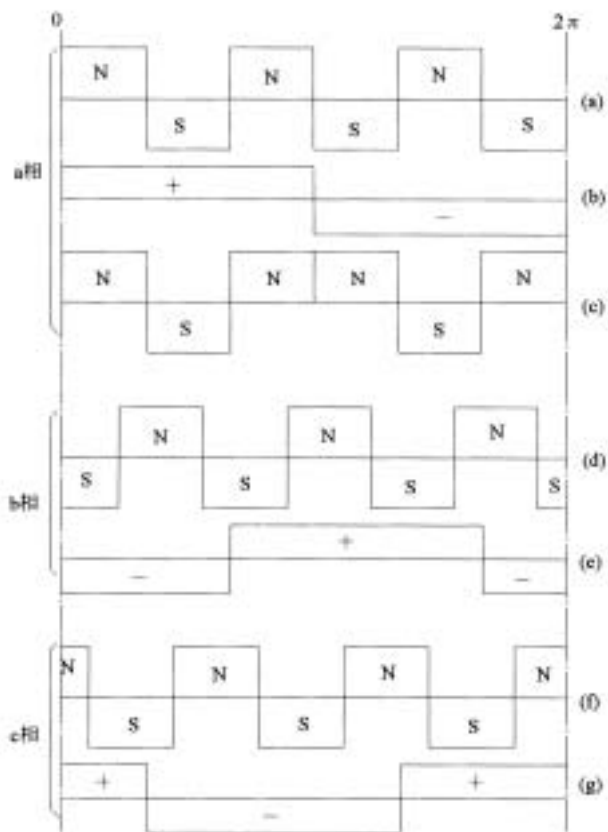 0 2π
N N N
S S S (a)
a相
+
− (b)
N N N N
S S (c)
N N N
S S S S (d)
b相
+
− − (e)
N N N N
S S S (f)
c相
+ +
− (g)